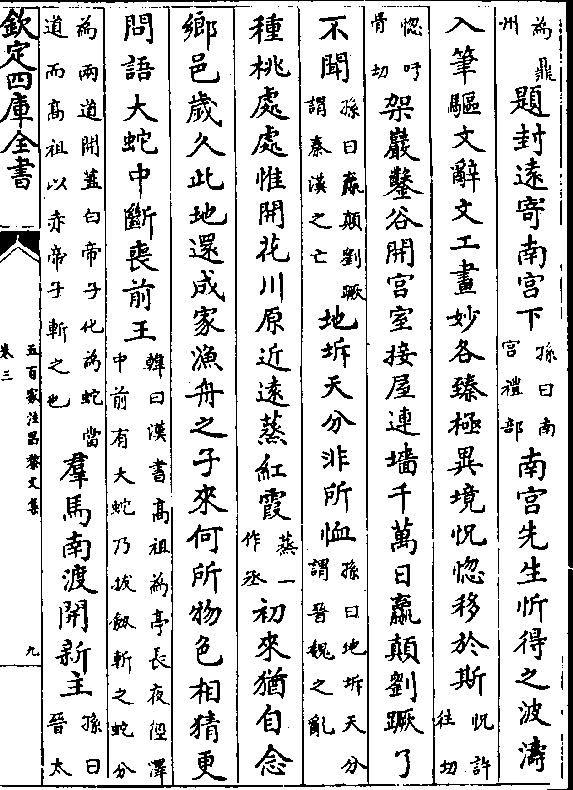 為鼎州題封遠寄南宮下孫曰南宮禮部南宮先生忻得之波濤
入筆驅文辭文工畫妙各臻極異境怳惚移於斯怳許往切
惚呼骨切架巖鑿谷開宮室接屋連墻千萬日嬴顛劉蹶了
不聞孫曰嬴顛劉蹶謂秦漢之亡地坼天分非所恤孫曰地坼天分謂晉魏之亂
種桃處處惟開花川原近遠蒸紅霞蒸一作丞初來猶自念
鄉邑歲久此地還成家漁舟之子來何所物色相猜更
問語大蛇中斷喪前王韓曰漢書高祖為亭長夜徑澤中前有大蛇乃拔劔斬之蛇分
為兩道開蓋白帝子化為蛇當道而髙祖以赤帝子斬之也羣馬南渡開新主孫曰晉太
欽定四庫全書
五百家注昌黎文集
卷三
九